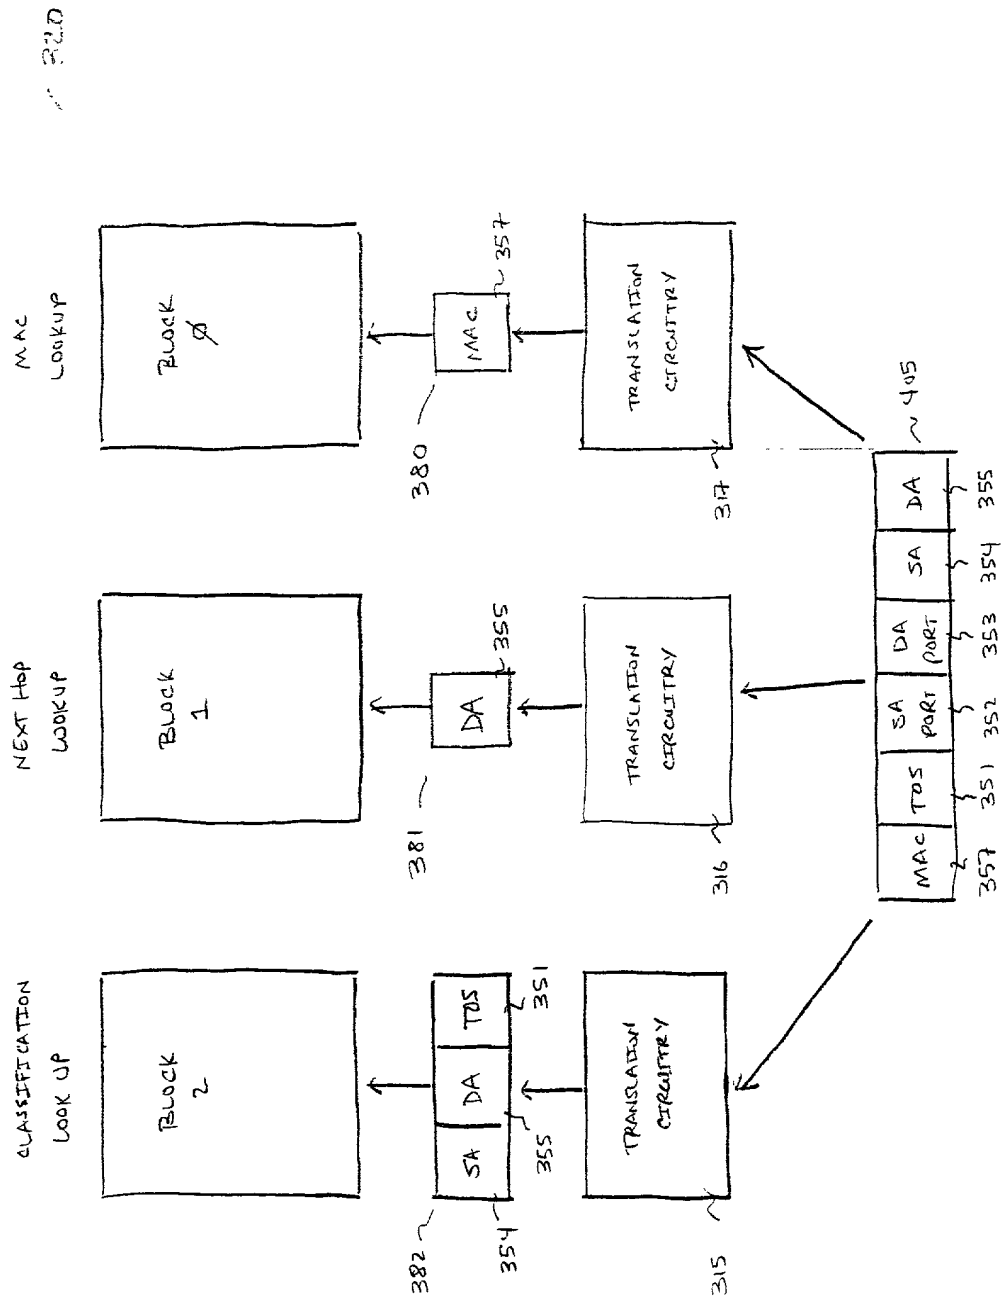 320
CLASSIFICATION
LOOK UP
NEXT HOP
LOOKUP
MAC
LOOKUP
BLOCK
2
BLOCK
1
BLOCK
0
382
SA DA TOS
354
355
351
381
DA
355
380
MAC
357
TRANSLATION
CIRCUITRY
315
TRANSLATION
CIRCUITRY
316
TRANSLATION
CIRCUITRY
317
405
MAC TOS SA PORT DA PORT SA DA
357 351 352 353 354 355